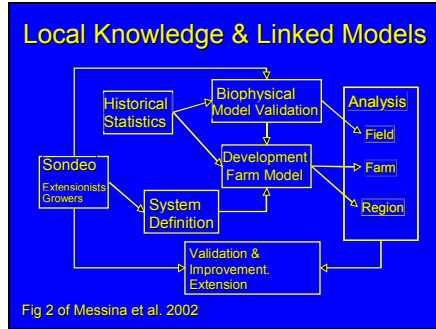 Local Knowledge & Linked Models
Historical
Statistics
Biophysical
Model Validation
Analysis
Field
Farm
Region
Sondeo
Extensionists
Growers
Development
Farm Model
System
Definition
Validation &
Improvement.
Extension
Fig 2 of Messina et al. 2002